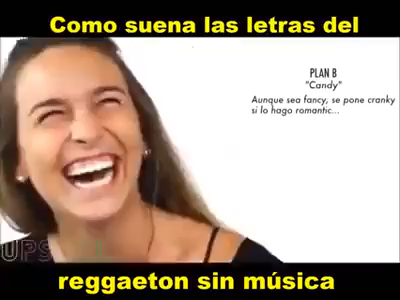 Como suena las letras del
PLAN B
"Candy"
Aunque sea fancy, se pone cranky
si lo hago romantic...
UPS
reggaeton sin música